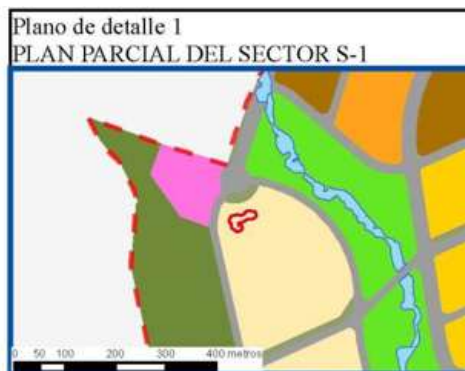 Plano de detalle 1
PLAN PARCIAL DEL SECTOR S-1
0 50 100 200 300 400 metros